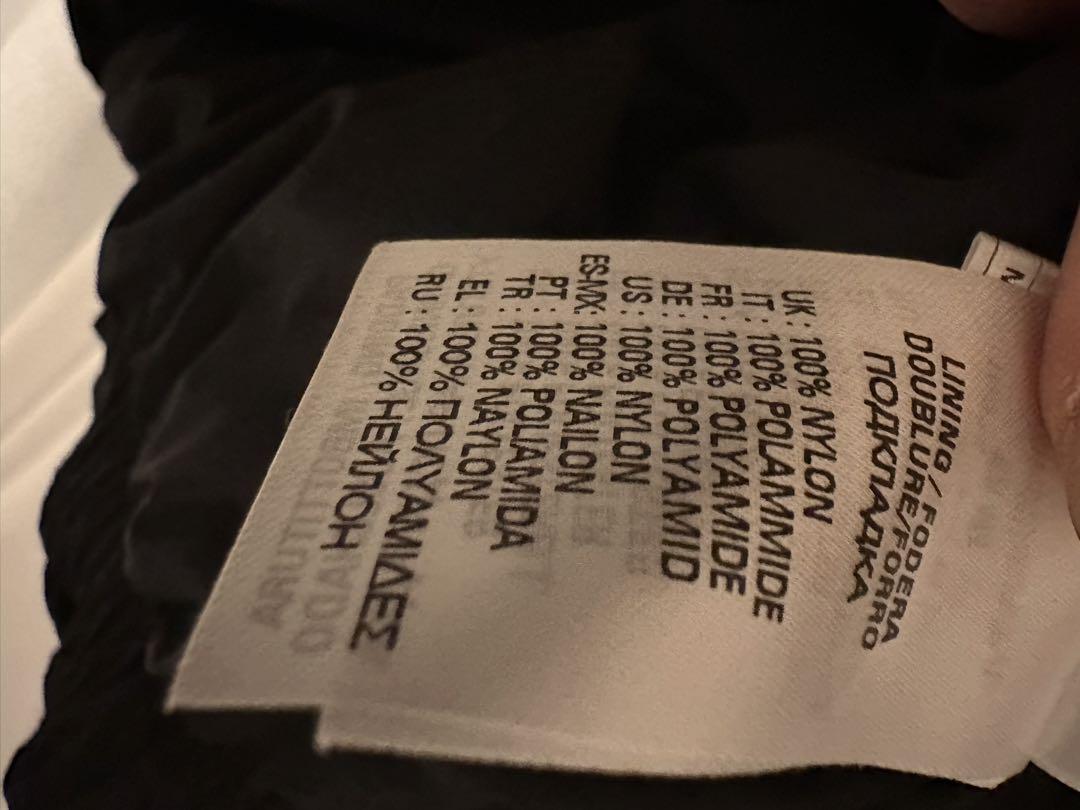 LINING/FODERA
DOUBLURE/FORRO
ПОДКЛАДКА
UK: 100% NYLON
IT: 100% POLAMMIDE
FR: 100% POLYAMIDE
DE: 100% POLYAMID
US: 100% NYLON
ES-MX: 100% NAILON
PT: 100% POLIAMIDA
TR: 100% NAYLON
EL: 100% ΠΟΛΥΑΜΙΔΕΣ
RU: 100% НЕЙЛОН